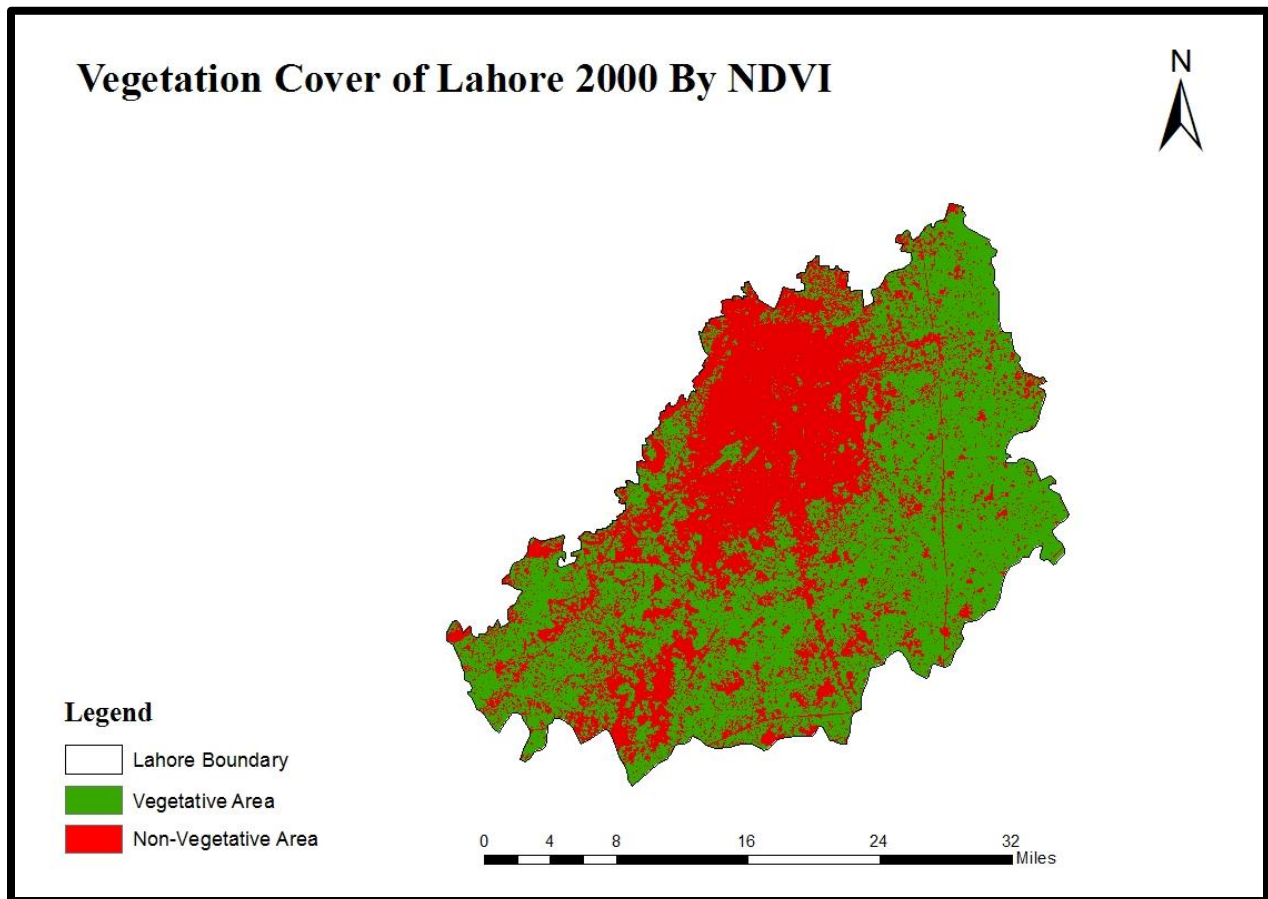 Vegetation Cover of Lahore 2000 By NDVI
N
Legend
Lahore Boundary
Vegetative Area
Non-Vegetative Area
0 4 8 16 24 32
Miles